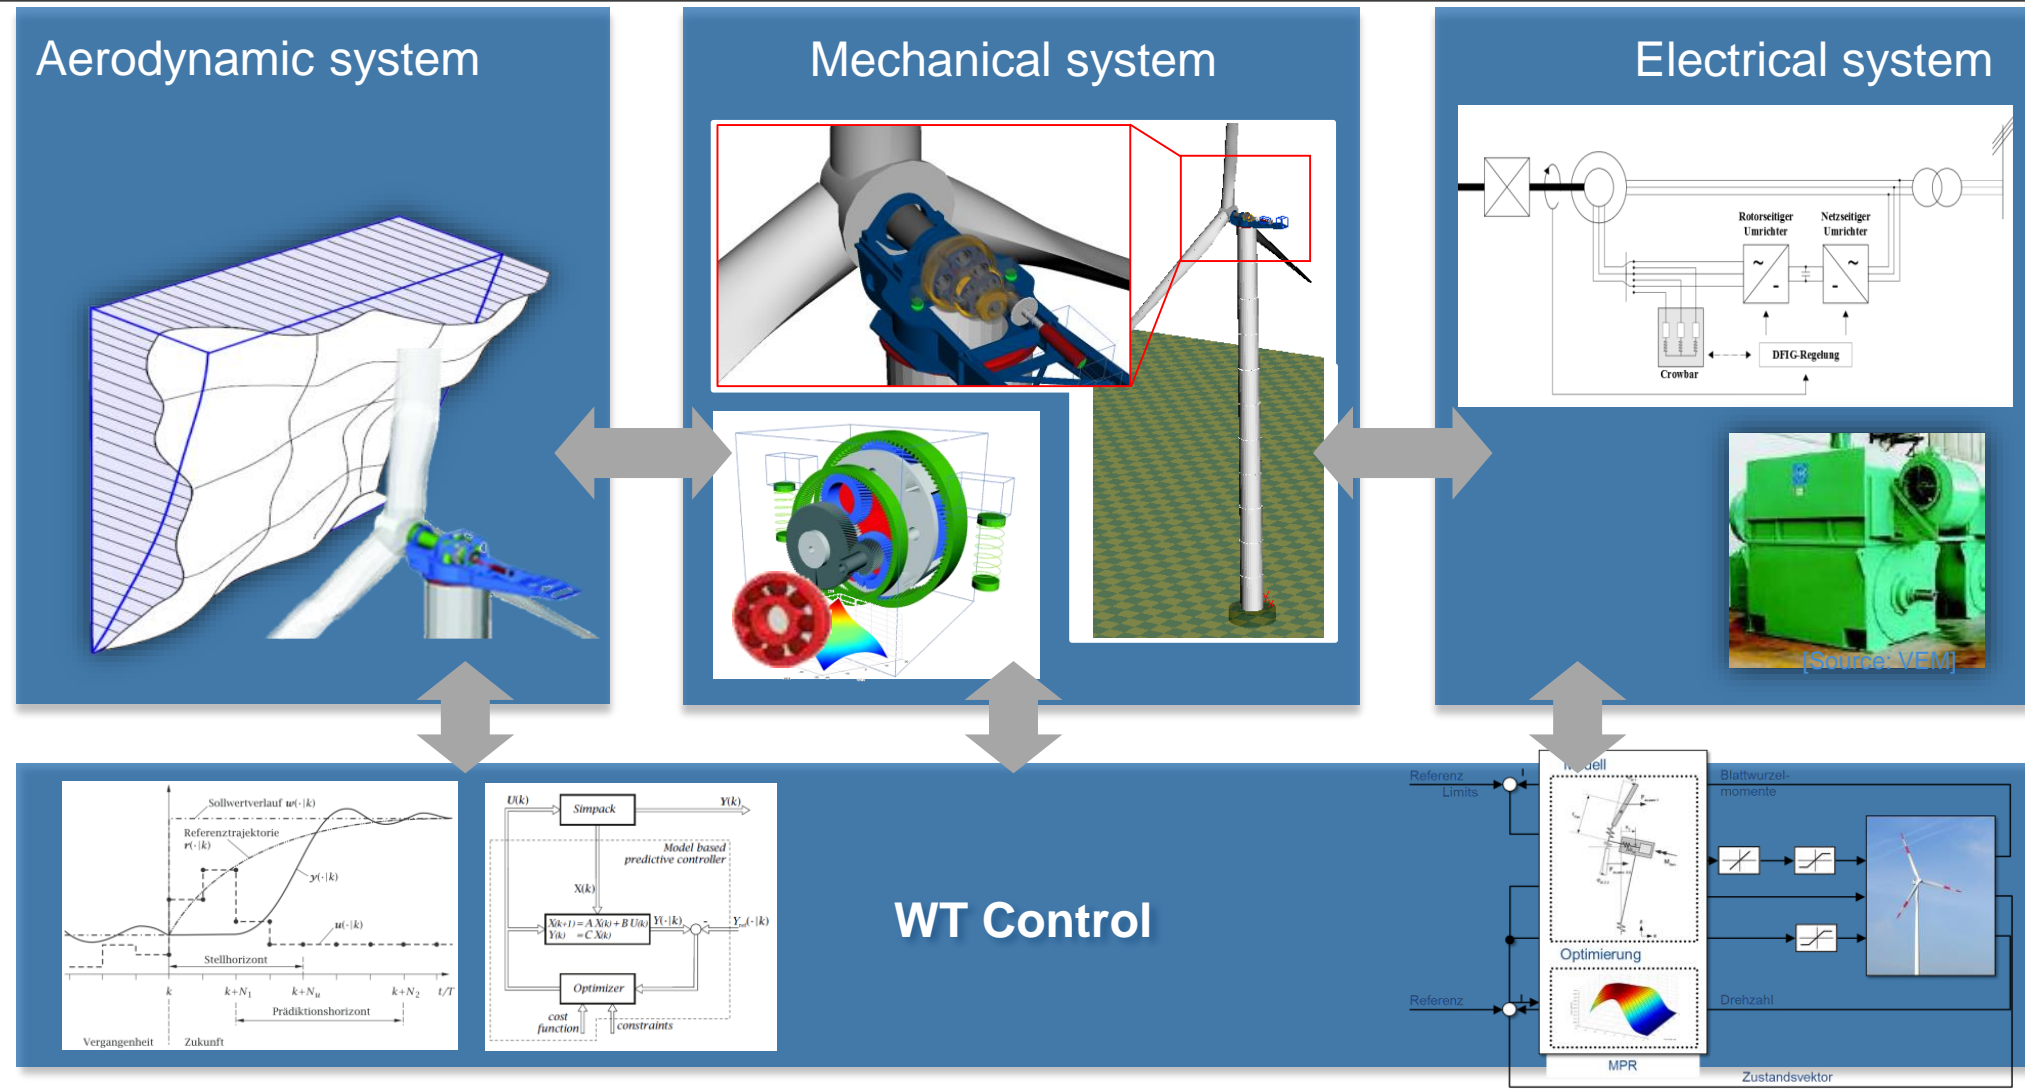 Aerodynamic system
Mechanical system
Electrical system
Rotorseitiger
Umrichter
Netzseitiger
Umrichter
~
-
~
-
DFIG-Regelung
Crowbar
[Source: VEM]
WT Control
Sollwertverlauf w(·|k)
Referenztrajektorie
r(·|k)
y(·|k)
u(·|k)
Stellhorizont
k
k+N1
k+Nu
k+N2
t/T
Prädiktionshorizont
Vergangenheit
Zukunft
U(k)
Simpack
Y(k)
Model based
predictive controller
X(k)
X(k+1) = A X(k) + B U(k)
Y(k) = C X(k)
Y(·|k)
-
Yref(·|k)
Optimizer
cost
function
constraints
Referenz
Limits
Blattwurzel-
momente
Optimierung
Referenz
Drehzahl
MPR
Zustandsvektor